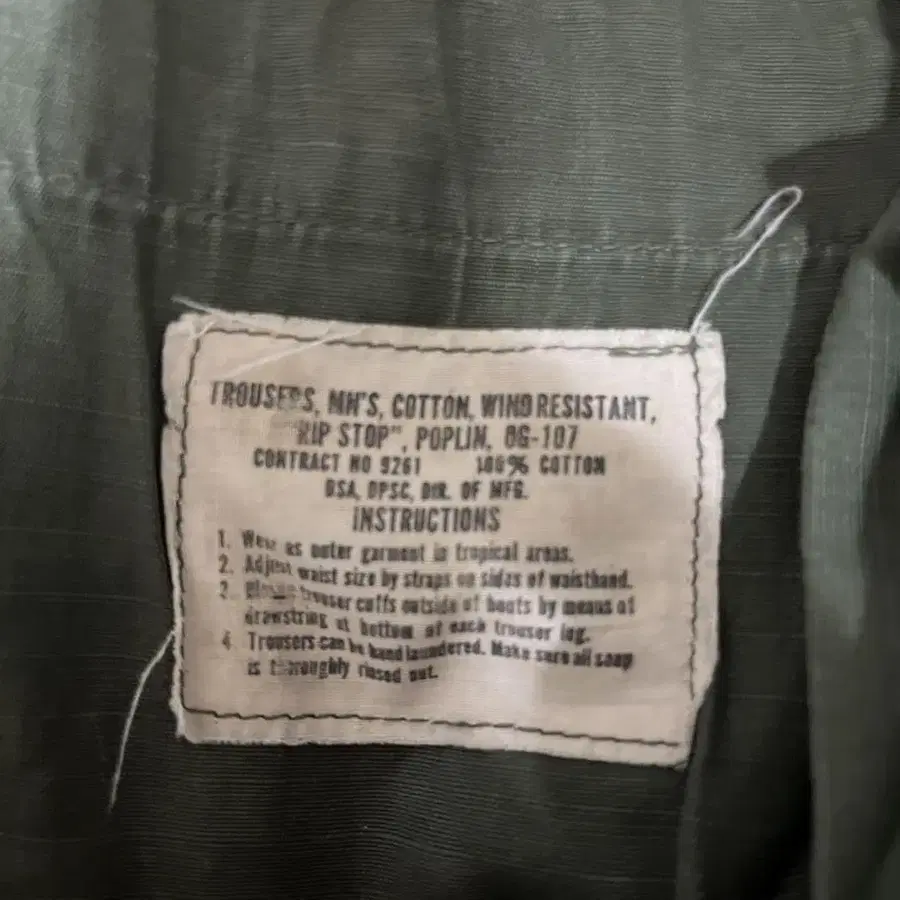 TROUSERS, MN'S, COTTON, WIND RESISTANT,
"RIP STOP", POPLIN, OG-107
CONTRACT NO 9261 100% COTTON
DSA, DPSC, DIR. OF MFG.
INSTRUCTIONS
1. Wear as outer garment in tropical areas.
2. Adjust waist size by straps on sides of waistband.
trouser cuffs outside of boots by means of
drawstring at bottom of each trouser leg.
4. Trousers can be hand laundered. Make sure all soap
is thoroughly rinsed out.